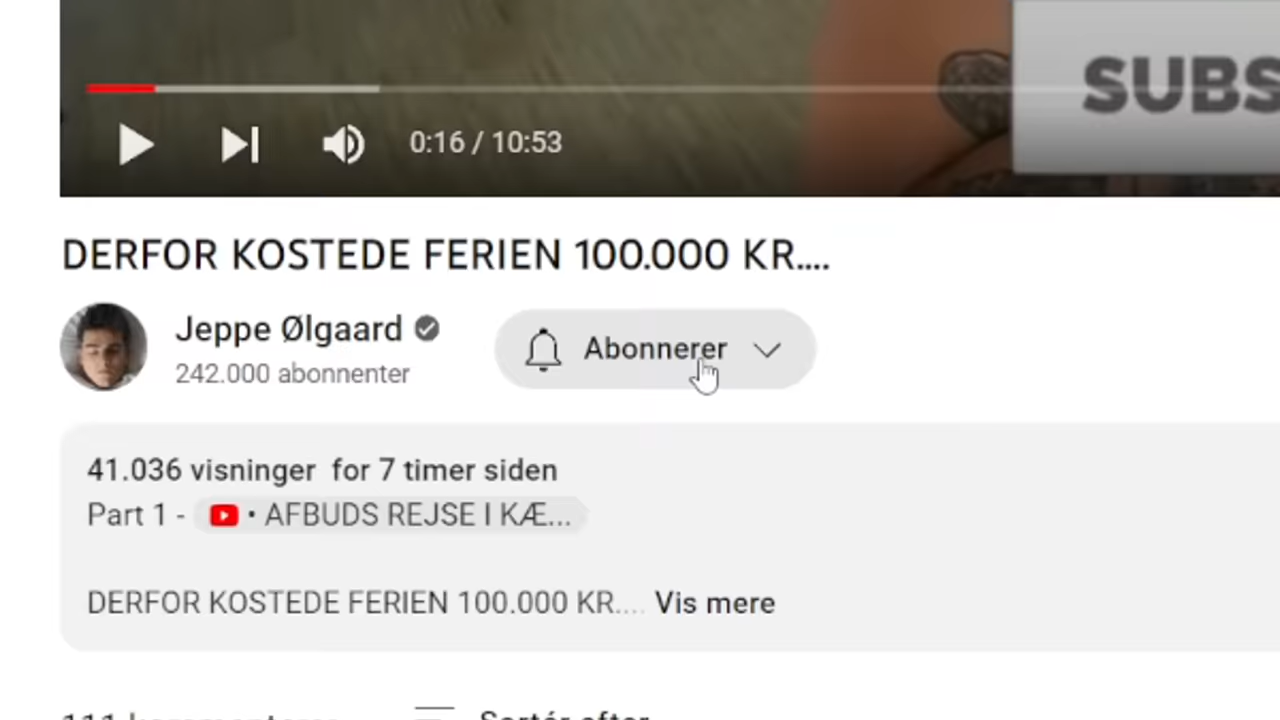 SUBS
0:16 / 10:53
DERFOR KOSTEDE FERIEN 100.000 KR....
Jeppe Ølgaard
242.000 abonnenter
Abonnerer
41.036 visninger for 7 timer siden
Part 1 - • AFBUDS REJSE I KÆ...
DERFOR KOSTEDE FERIEN 100.000 KR.... Vis mere
111 kommentarer Sortér efter